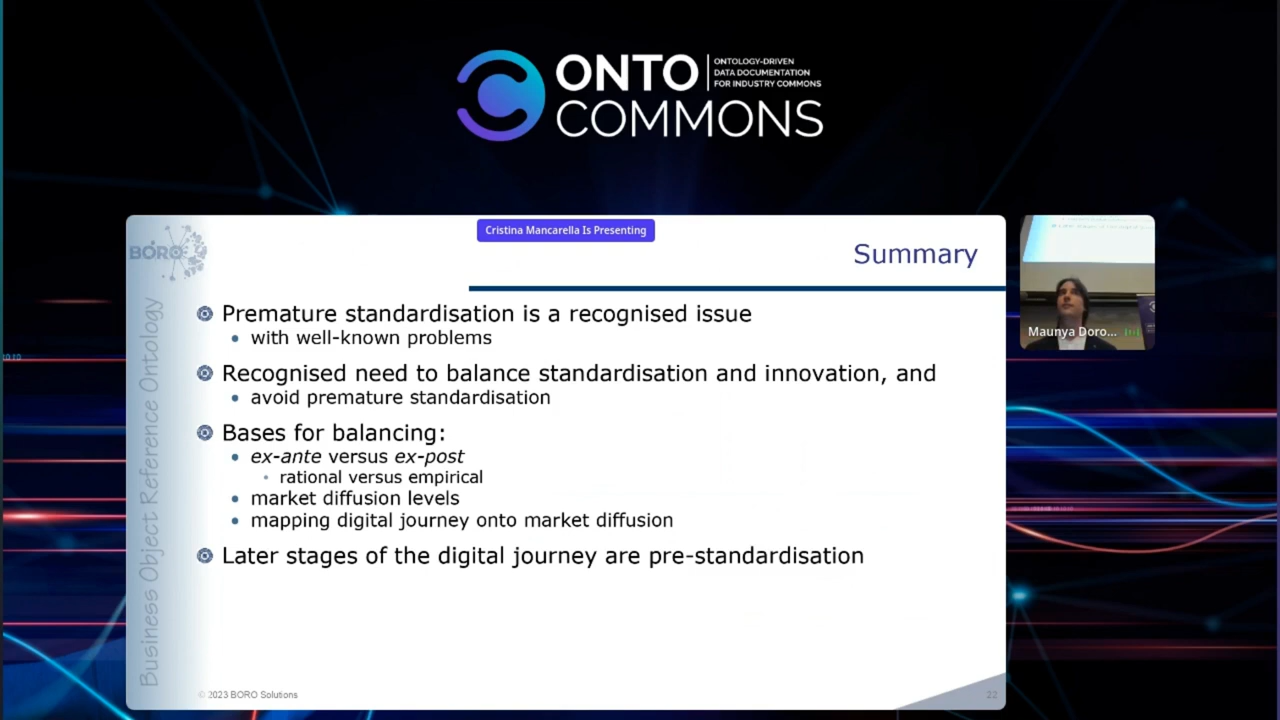 ONTO
COMMONS
ONTOLOGY-DRIVEN
DATA DOCUMENTATION
FOR INDUSTRY COMMONS
Cristina Mancarella Is Presenting
BORO
Summary
Business Object Reference Ontology
Premature standardisation is a recognised issue
with well-known problems
Recognised need to balance standardisation and innovation, and
avoid premature standardisation
Bases for balancing:
ex-ante versus ex-post
rational versus empirical
market diffusion levels
mapping digital journey onto market diffusion
Later stages of the digital journey are pre-standardisation
© 2023 BORO Solutions
22
Maunya Doro...